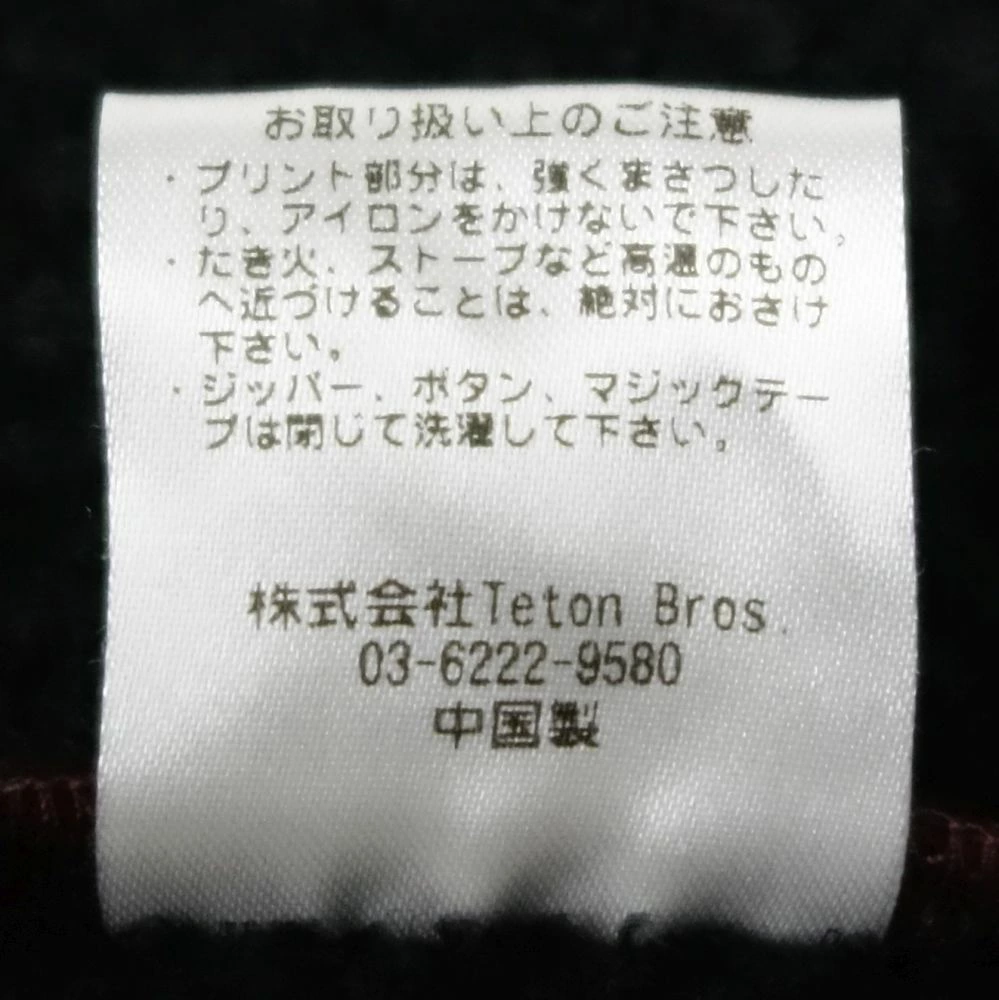 お取り扱い上のご注意
・プリント部分は、強くまさつした
り、アイロンをかけないで下さい。
・たき火、ストーブなど高温のもの
へ近づけることは、絶対におさけ
下さい。
・ジッパー、ボタン、マジックテー
プは閉じて洗濯して下さい。
株式会社Teton Bros.
03-6222-9580
中国製